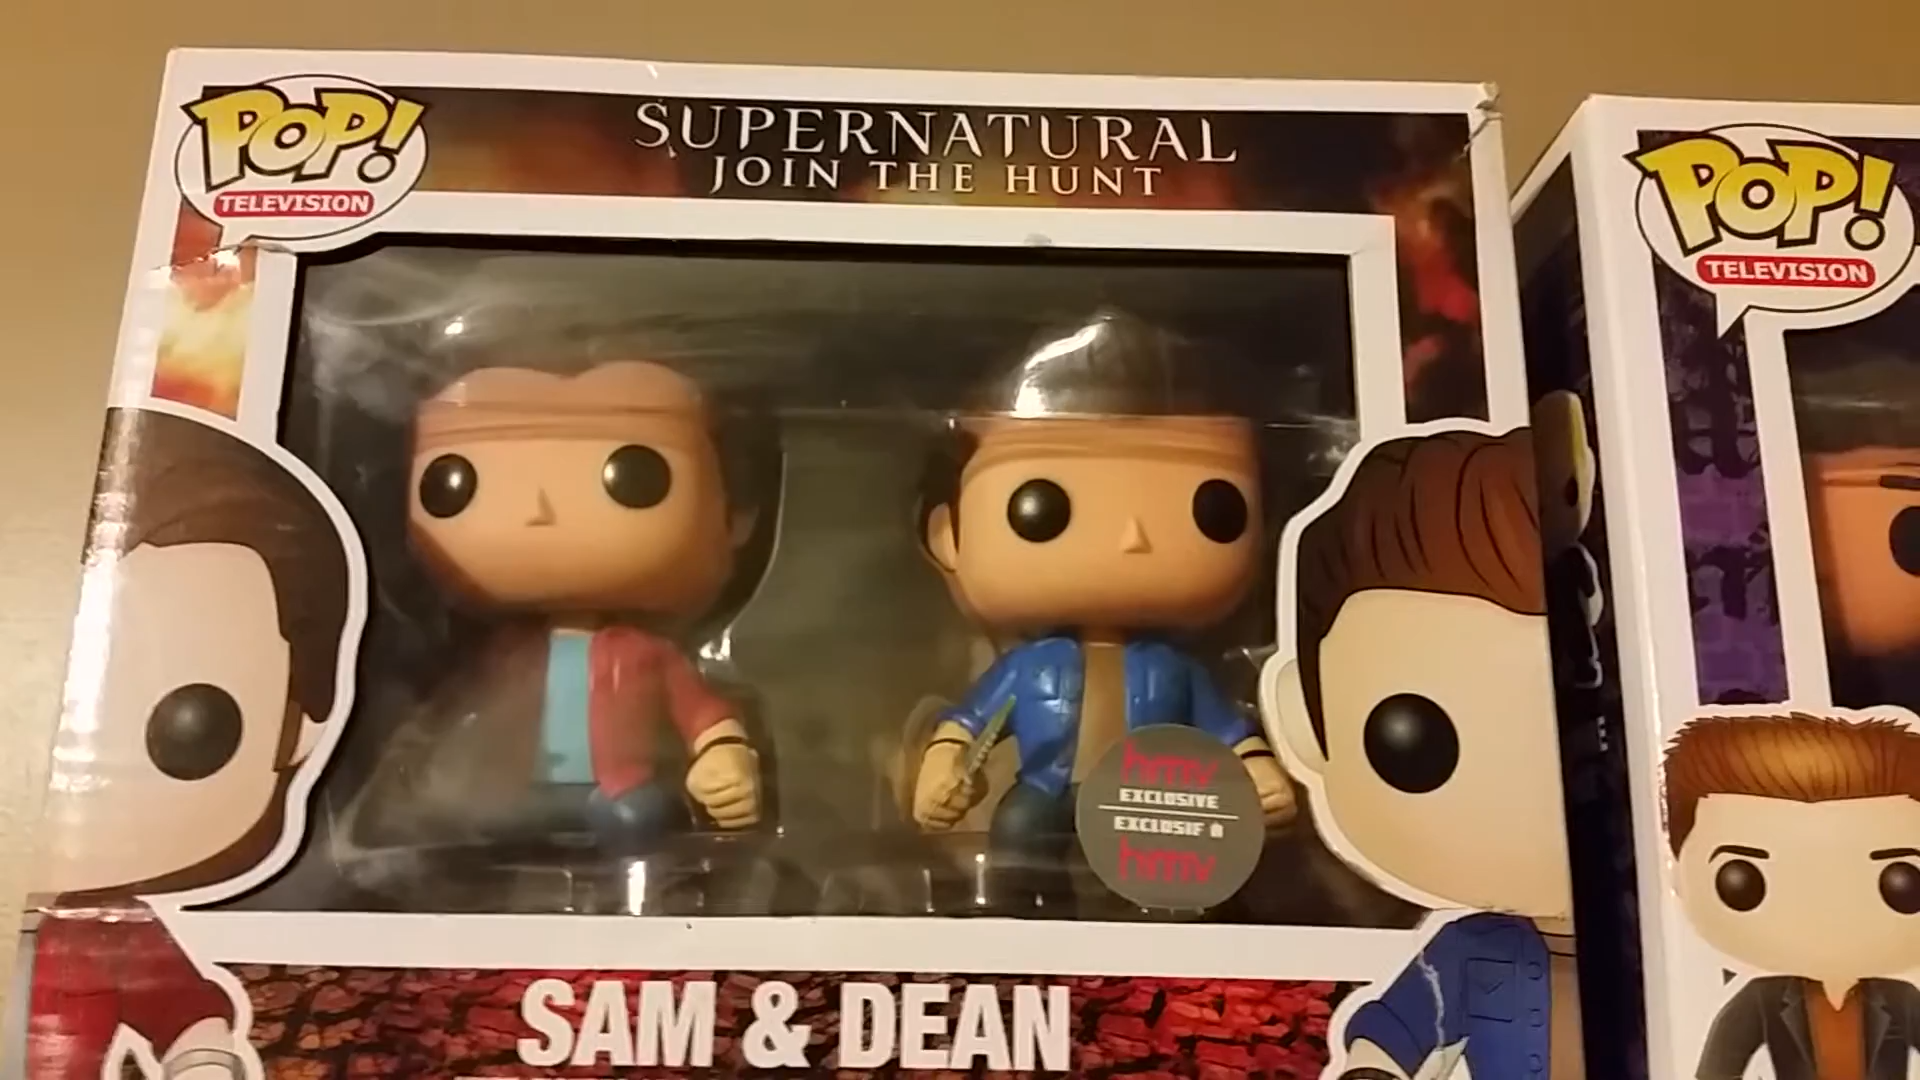 POP!
TELEVISION
SUPERNATURAL
JOIN THE HUNT
hmv
EXCLUSIVE
EXCLUSIF À
hmv
SAM & DEAN
POP!
TELEVISION